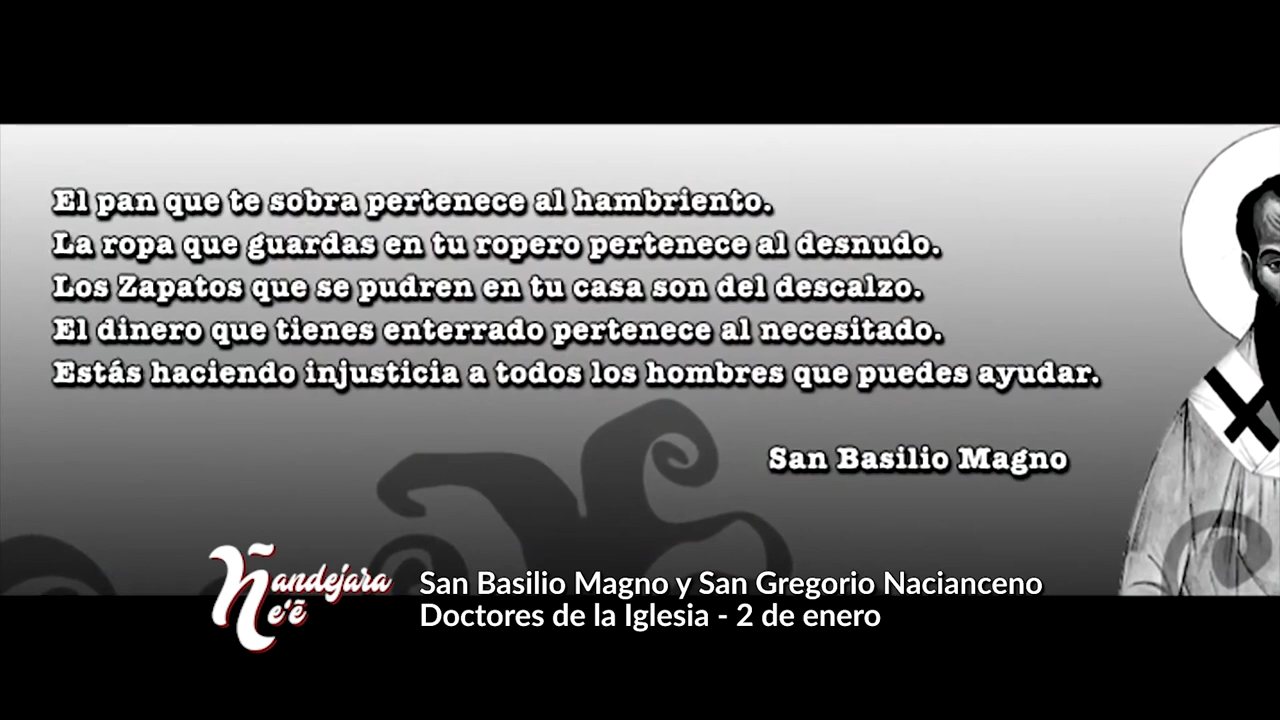 El pan que te sobra pertenece al hambriento.
La ropa que guardas en tu ropero pertenece al desnudo.
Los Zapatos que se pudren en tu casa son del descalzo.
El dinero que tienes enterrado pertenece al necesitado.
Estás haciendo injusticia a todos los hombres que puedes ayudar.
San Basilio Magno
Ñandejara
Ñe'ẽ
San Basilio Magno y San Gregorio Nacianceno
Doctores de la Iglesia - 2 de enero